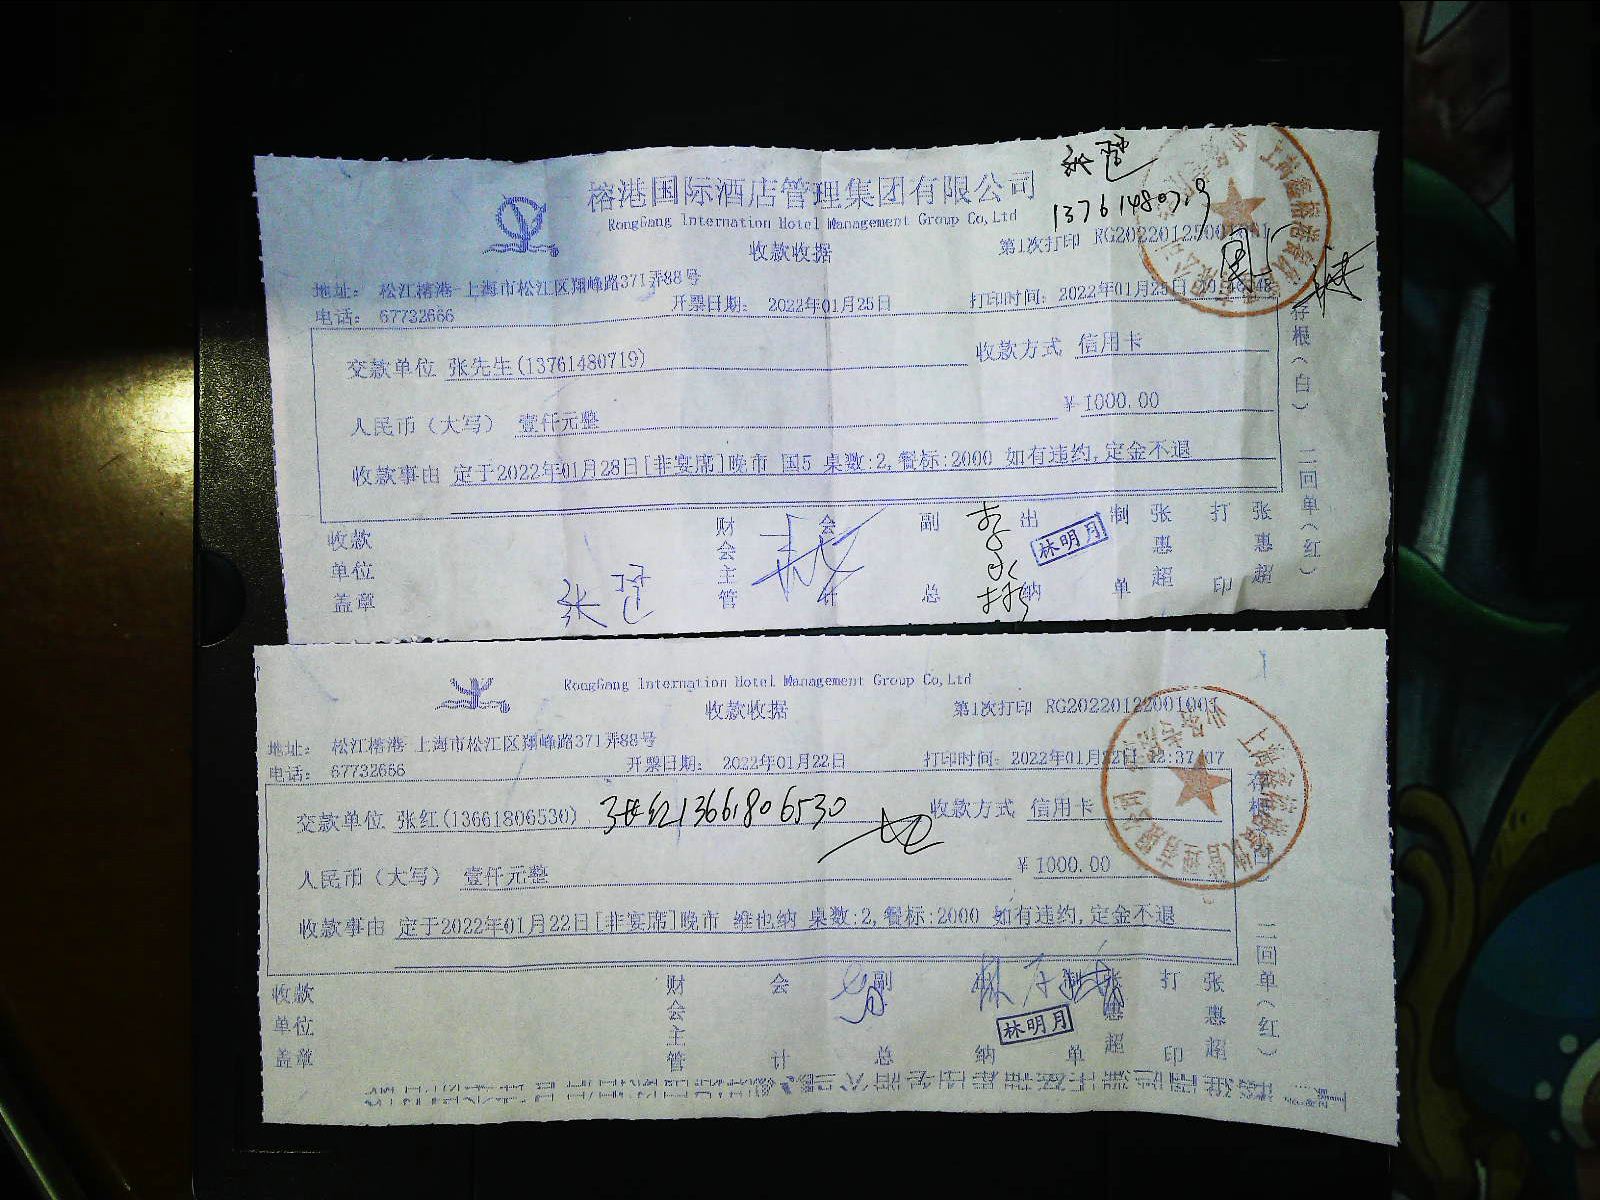 榕港国际酒店管理集团有限公司
RongGang Internation Hotel Management Group Co,Ltd
收款收据
第1次打印 RG20220125001001
地址： 松江榕港 上海市松江区翔峰路371弄88号
电话： 67732666
开票日期： 2022年01月25日
打印时间：2022年01月25日
交款单位 张先生(13761480719)
收款方式 信用卡
人民币（大写） 壹仟元整
￥1000.00
收款事由 定于2022年01月28日[非宴席]晚市 国5 桌数:2,餐标:2000 如有违约,定金不退
存根（白） 二回单（红）
收款单位盖章
财会主管
会计
副总
出纳
林明月
制单
张惠超
打印
张惠超
RongGang Internation Hotel Management Group Co,Ltd
收款收据
第1次打印 RG20220122001001
地址： 松江榕港 上海市松江区翔峰路371弄88号
电话： 67732666
开票日期： 2022年01月22日
打印时间：2022年01月22日 12:37:07
交款单位 张红(13661806530)
张红13661806530
收款方式 信用卡
人民币（大写） 壹仟元整
￥1000.00
收款事由 定于2022年01月22日[非宴席]晚市 维也纳 桌数:2,餐标:2000 如有违约,定金不退
二回单（红）
收款单位盖章
财会主管
会计
副总
纳
林明月
制单
张惠超
打印
张惠超